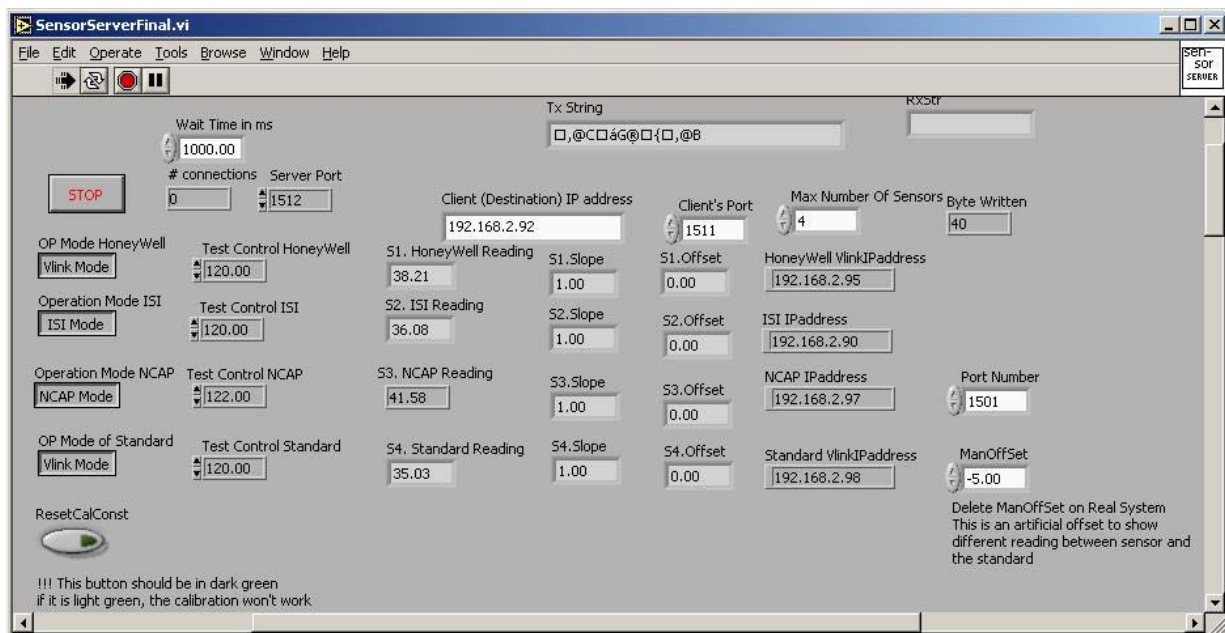 SensorServerFinal.vi
File Edit Operate Tools Browse Window Help
sen-
sor
SERVER
Tx String
RxStr
□,@C□áG®□{□,@B
Wait Time in ms
1000.00
STOP
# connections Server Port
0 1512
Client (Destination) IP address Client's Port Max Number Of Sensors Byte Written
192.168.2.92 1511 4 40
OP Mode HoneyWell Test Control HoneyWell S1. HoneyWell Reading S1.Slope S1.Offset HoneyWell VlinkIPaddress
Vlink Mode 120.00 38.21 1.00 0.00 192.168.2.95
Operation Mode ISI Test Control ISI S2. ISI Reading S2.Slope S2.Offset ISI IPaddress
ISI Mode 120.00 36.08 1.00 0.00 192.168.2.90
Operation Mode NCAP Test Control NCAP S3. NCAP Reading S3.Slope S3.Offset NCAP IPaddress Port Number
NCAP Mode 122.00 41.58 1.00 0.00 192.168.2.97 1501
OP Mode of Standard Test Control Standard S4. Standard Reading S4.Slope S4.Offset Standard VlinkIPaddress ManOffSet
Vlink Mode 120.00 35.03 1.00 0.00 192.168.2.98 -5.00
ResetCalConst
Delete ManOffSet on Real System
This is an artificial offset to show
different reading between sensor and
the standard
!!! This button should be in dark green
if it is light green, the calibration won't work